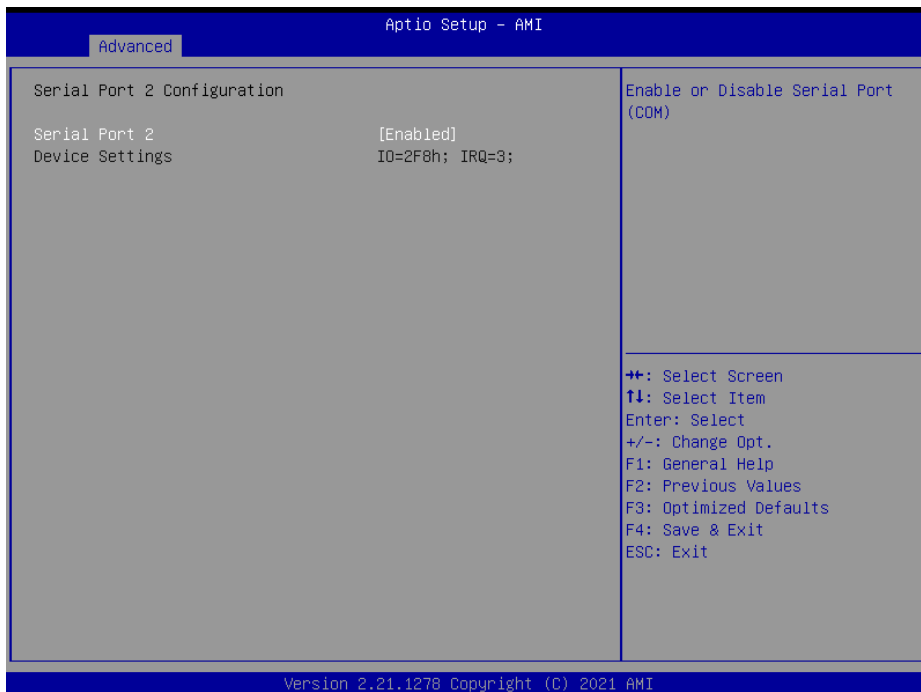 Aptio Setup - AMI
Advanced
Serial Port 2 Configuration
Serial Port 2 [Enabled]
Device Settings IO=2F8h; IRQ=3;
Enable or Disable Serial Port
(COM)
→←: Select Screen
↑↓: Select Item
Enter: Select
+/-: Change Opt.
F1: General Help
F2: Previous Values
F3: Optimized Defaults
F4: Save & Exit
ESC: Exit
Version 2.21.1278 Copyright (C) 2021 AMI